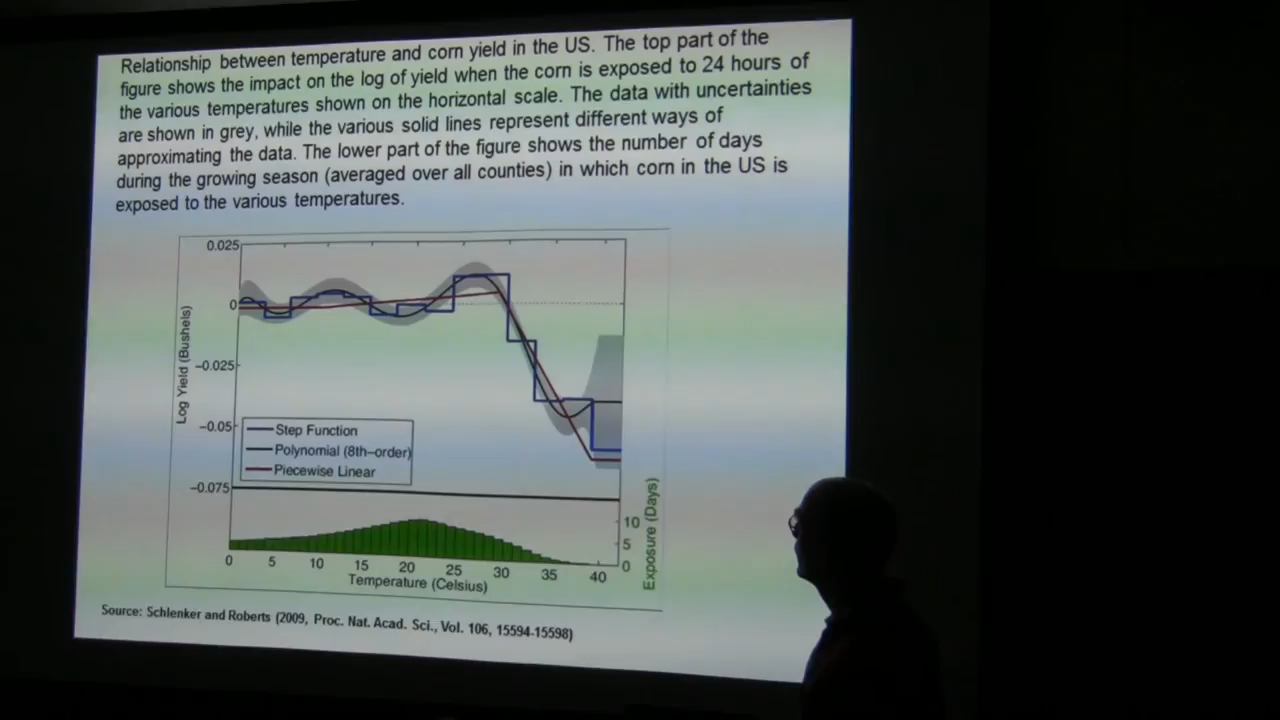 Relationship between temperature and corn yield in the US. The top part of the
figure shows the impact on the log of yield when the corn is exposed to 24 hours of
the various temperatures shown on the horizontal scale. The data with uncertainties
are shown in grey, while the various solid lines represent different ways of
approximating the data. The lower part of the figure shows the number of days
during the growing season (averaged over all counties) in which corn in the US is
exposed to the various temperatures.
0.025
0
−0.025
−0.05
−0.075
Log Yield (Bushels)
Step Function
Polynomial (8th−order)
Piecewise Linear
10
5
0
Exposure (Days)
0 5 10 15 20 25 30 35 40
Temperature (Celsius)
Source: Schlenker and Roberts (2009, Proc. Nat. Acad. Sci., Vol. 106, 15594-15598)